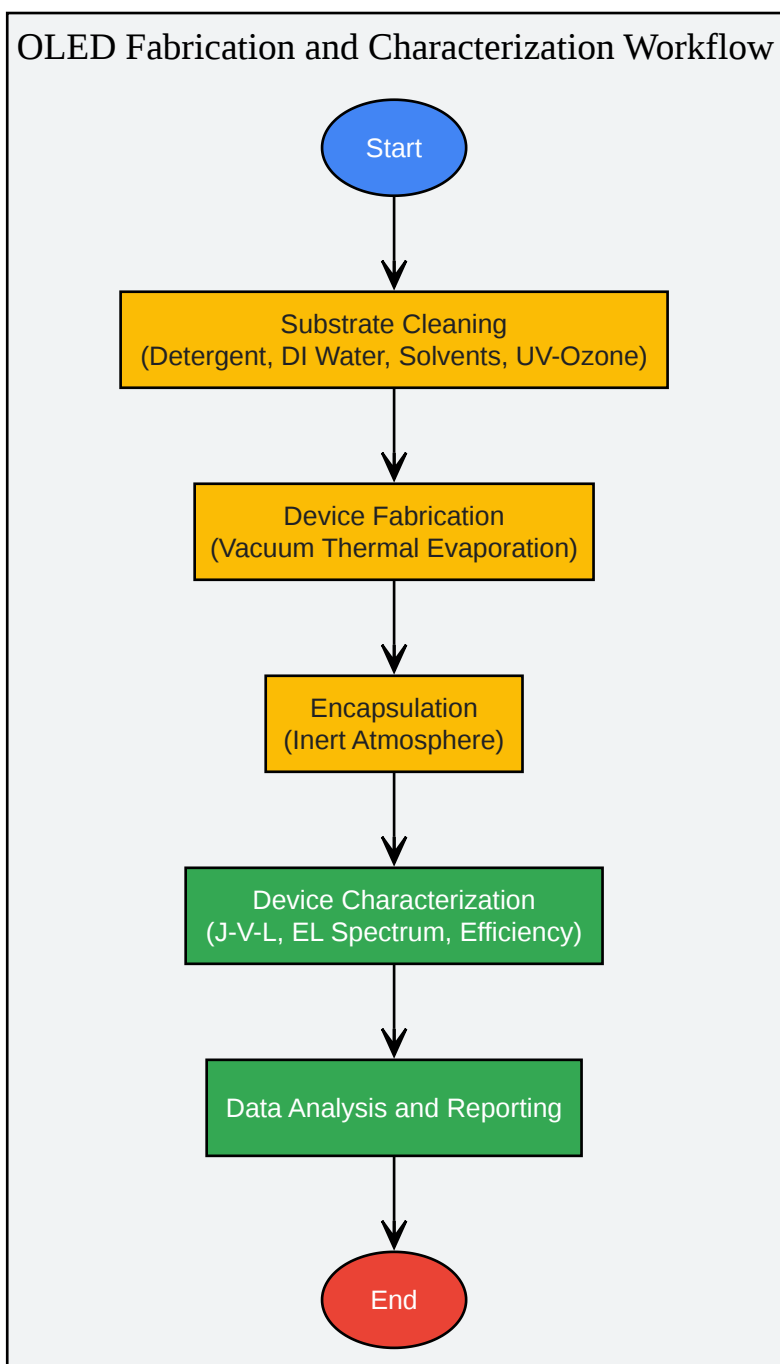 OLED Fabrication and Characterization Workflow
Start
Substrate Cleaning
(Detergent, DI Water, Solvents, UV-Ozone)
Device Fabrication
(Vacuum Thermal Evaporation)
Encapsulation
(Inert Atmosphere)
Device Characterization
(J-V-L, EL Spectrum, Efficiency)
Data Analysis and Reporting
End